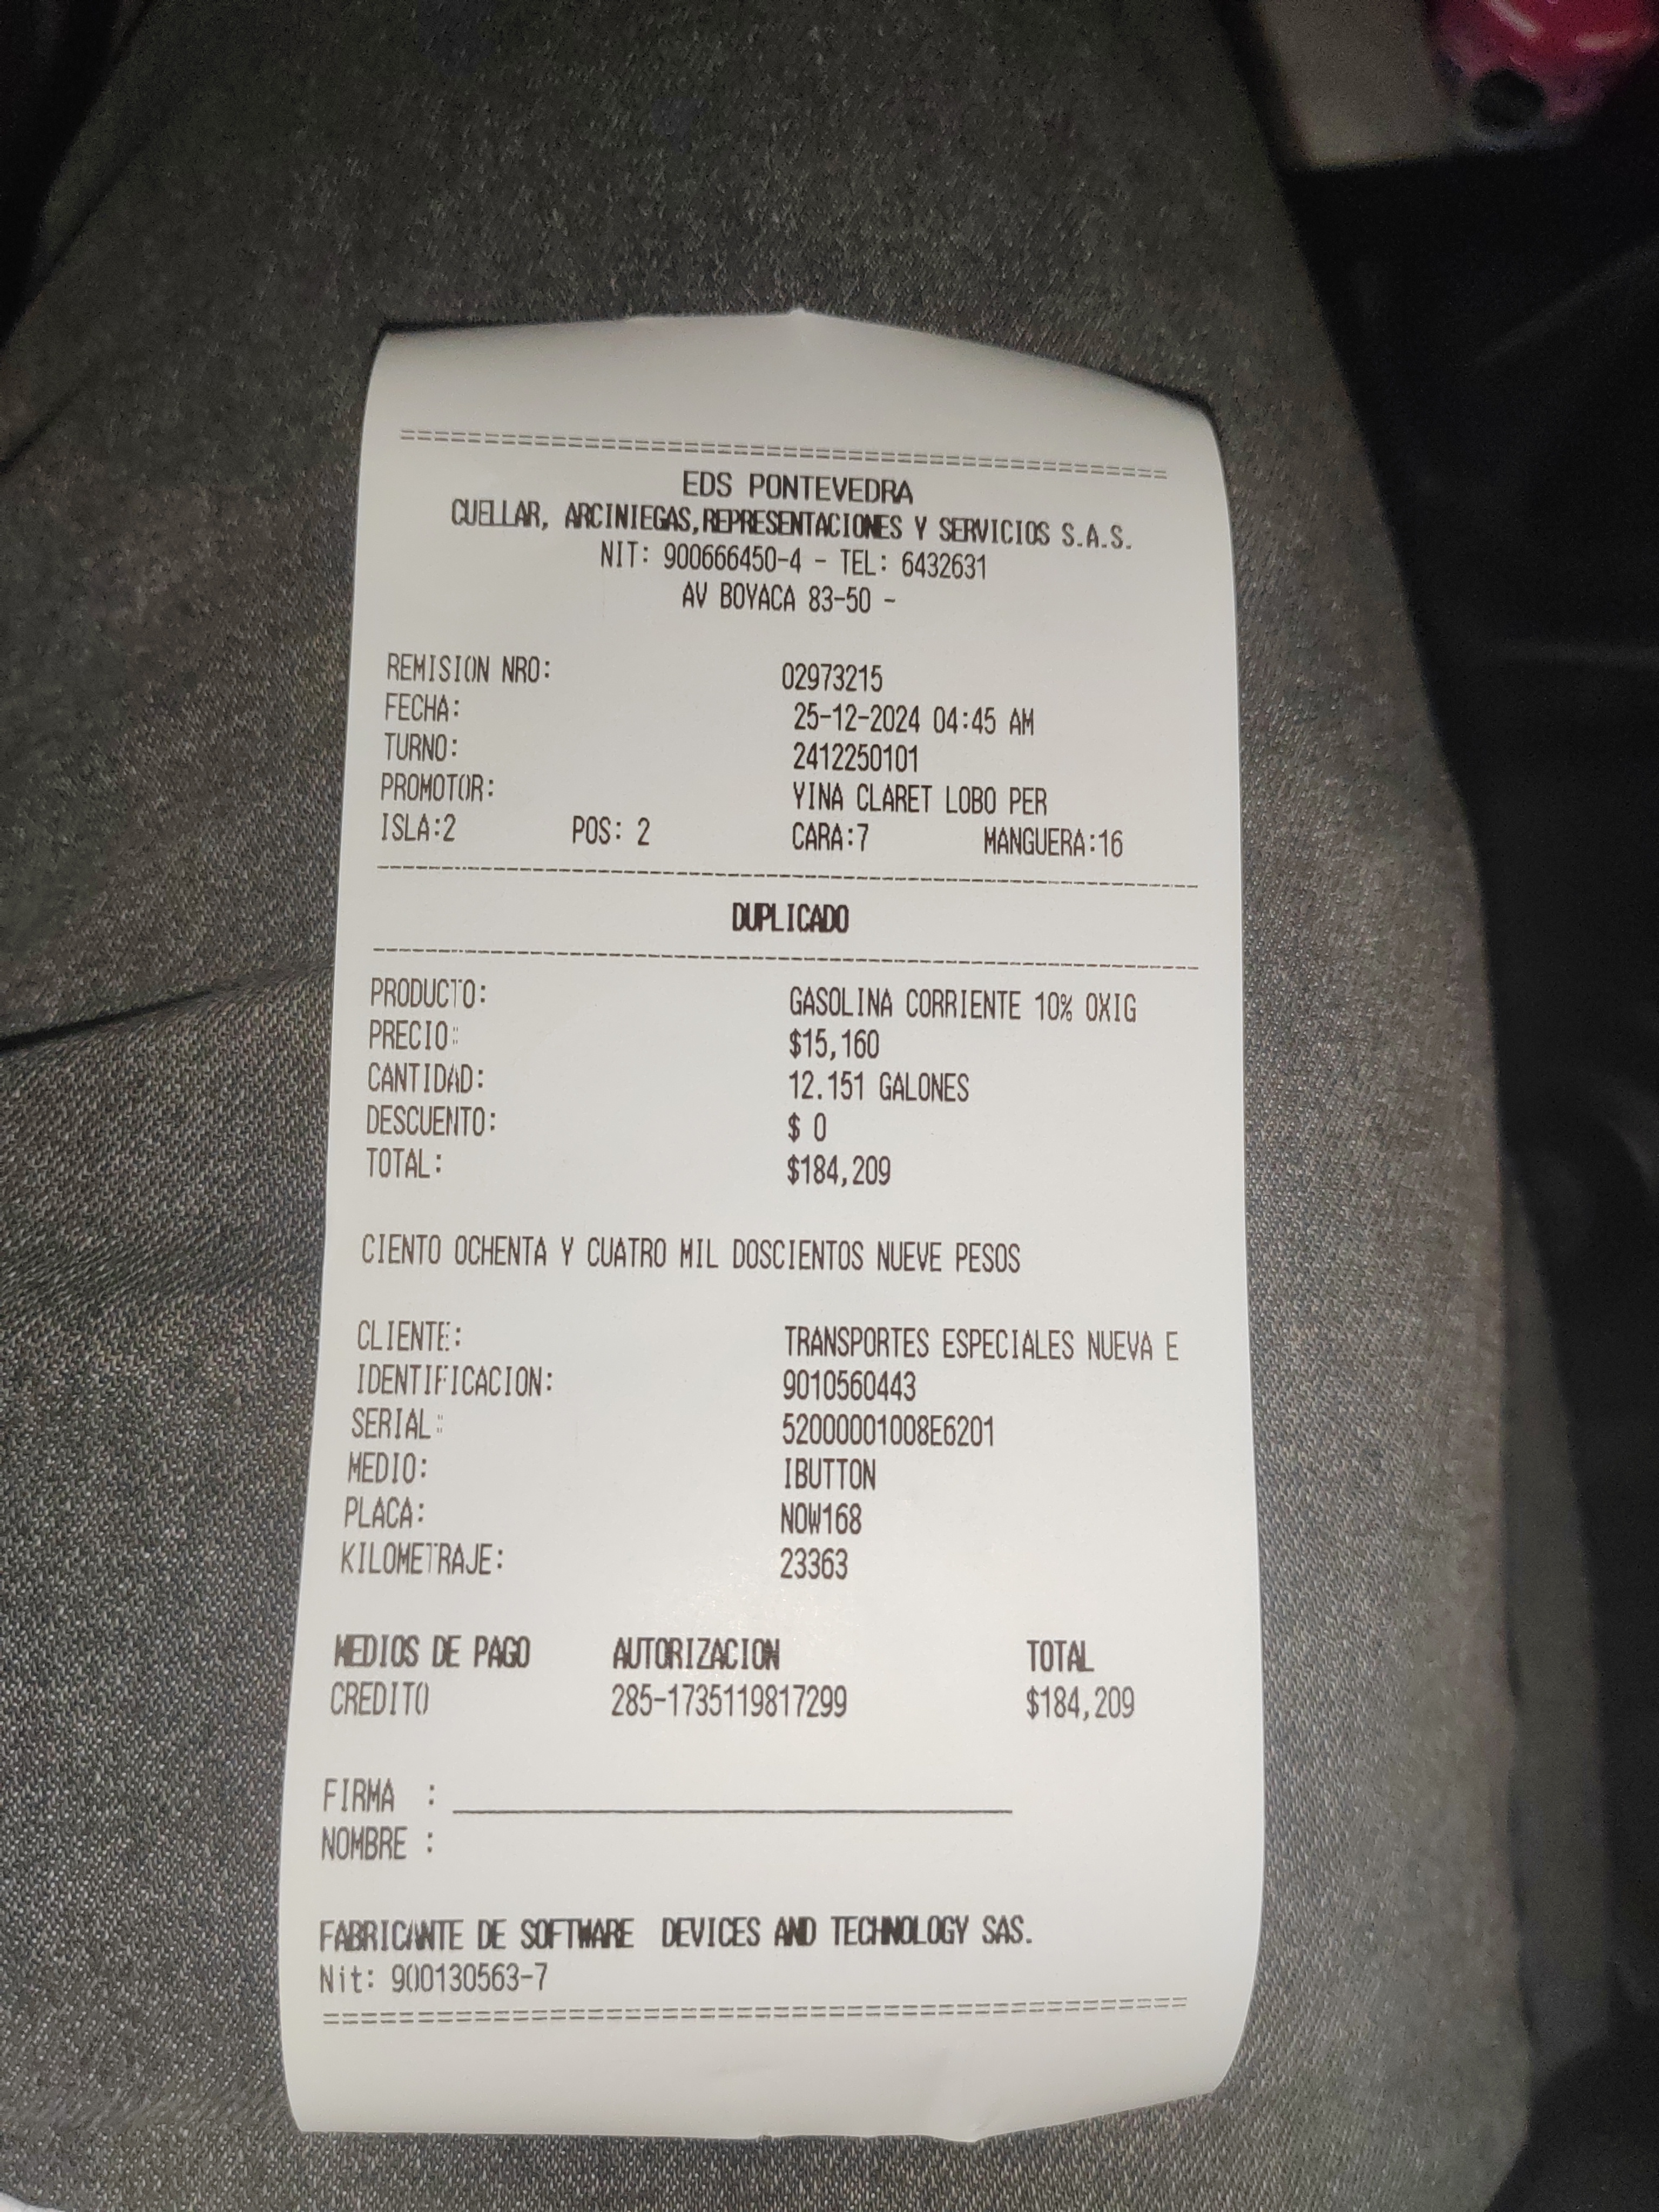 ================================================
EDS PONTEVEDRA
CUELLAR, ARCINIEGAS,REPRESENTACIONES Y SERVICIOS S.A.S.
NIT: 900666450-4 - TEL: 6432631
AV BOYACA 83-50 -
REMISION NRO: 02973215
FECHA: 25-12-2024 04:45 AM
TURNO: 2412250101
PROMOTOR: YINA CLARET LOBO PER
ISLA:2 POS: 2 CARA:7 MANGUERA:16
------------------------------------------------
DUPLICADO
------------------------------------------------
PRODUCTO: GASOLINA CORRIENTE 10% OXIG
PRECIO: $15,160
CANTIDAD: 12.151 GALONES
DESCUENTO: $ 0
TOTAL: $184,209
CIENTO OCHENTA Y CUATRO MIL DOSCIENTOS NUEVE PESOS
CLIENTE: TRANSPORTES ESPECIALES NUEVA E
IDENTIFICACION: 9010560443
SERIAL: 52000001008E6201
MEDIO: IBUTTON
PLACA: NOW168
KILOMETRAJE: 23363
MEDIOS DE PAGO AUTORIZACION TOTAL
CREDITO 285-1735119817299 $184,209
FIRMA : ______________________________
NOMBRE :
FABRICANTE DE SOFTWARE DEVICES AND TECHNOLOGY SAS.
Nit: 900130563-7
================================================